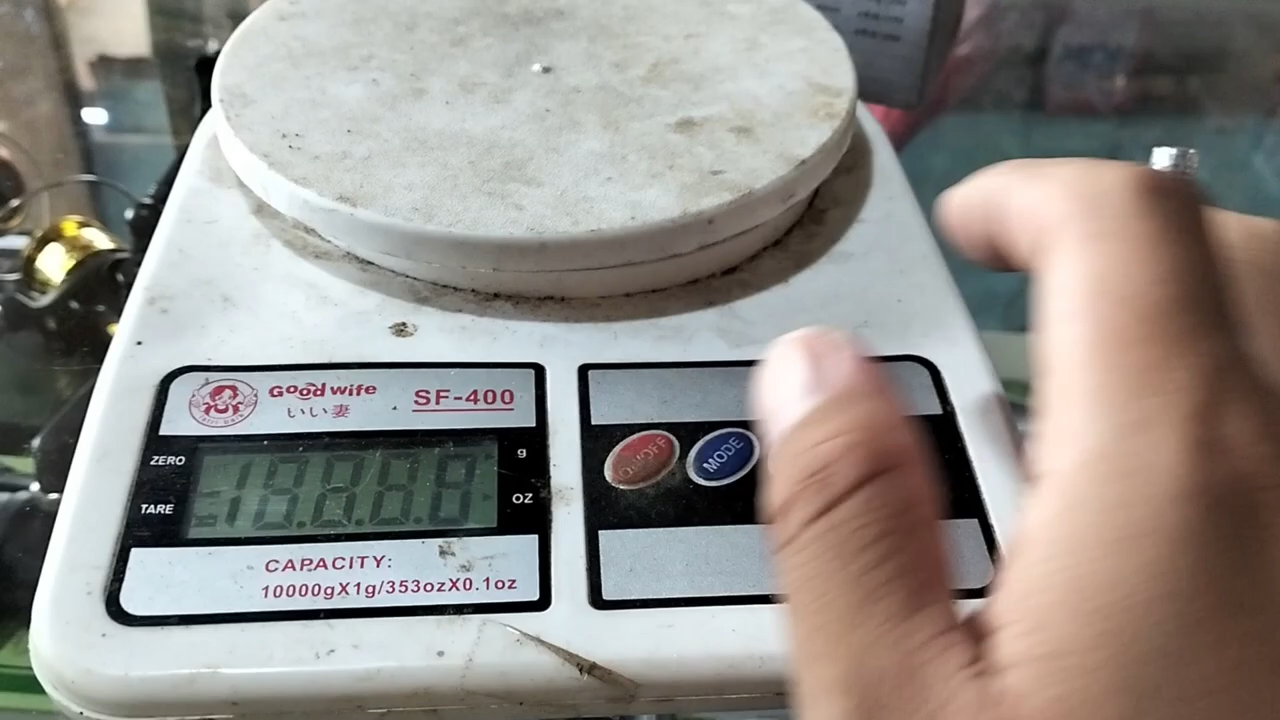 Good wife
いい妻
SF-400
ZERO
TARE
g
OZ
CAPACITY:
10000gX1g/353ozX0.1oz
ON/OFF
MODE